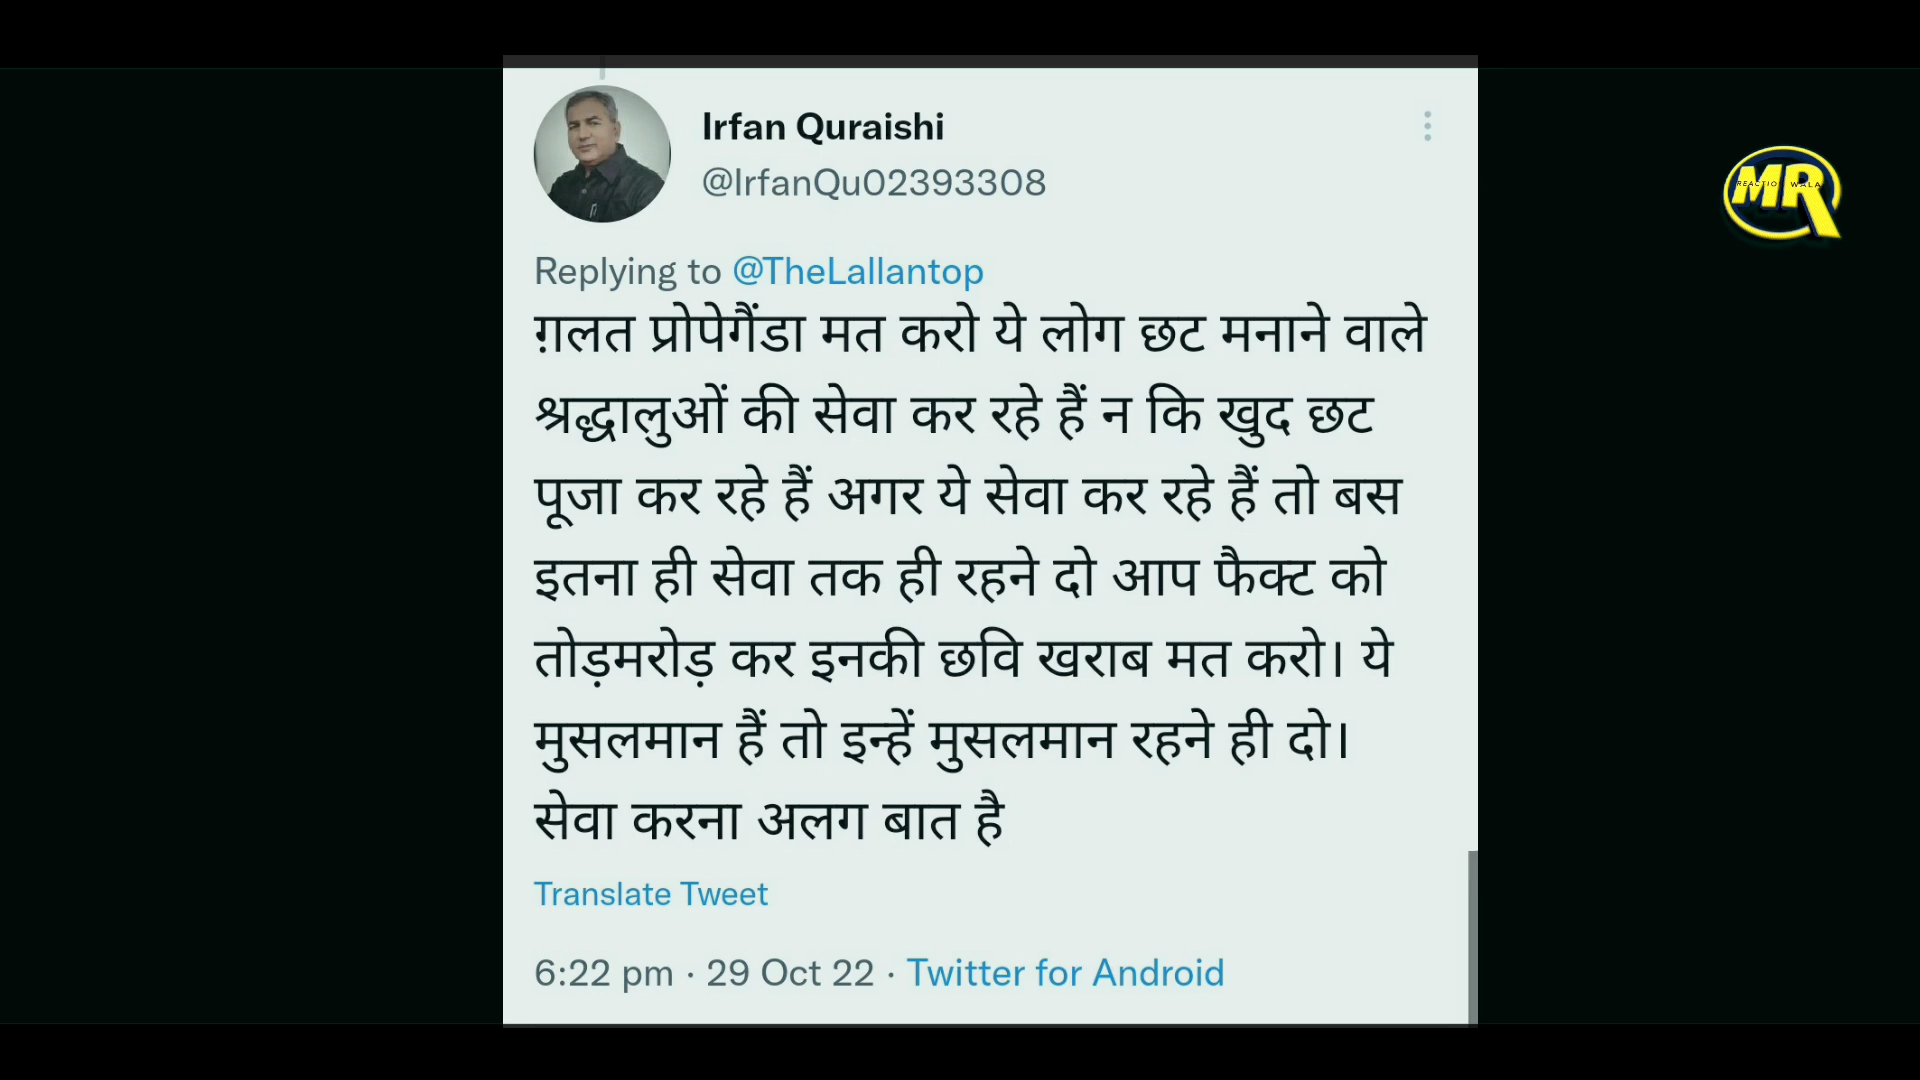 Irfan Quraishi
@IrfanQu02393308
MR
REACTION WALA
Replying to @TheLallantop
ग़लत प्रोपेगैंडा मत करो ये लोग छट मनाने वाले
श्रद्धालुओं की सेवा कर रहे हैं न कि खुद छट
पूजा कर रहे हैं अगर ये सेवा कर रहे हैं तो बस
इतना ही सेवा तक ही रहने दो आप फैक्ट को
तोड़मरोड़ कर इनकी छवि खराब मत करो। ये
मुसलमान हैं तो इन्हें मुसलमान रहने ही दो।
सेवा करना अलग बात है
Translate Tweet
6:22 pm · 29 Oct 22 · Twitter for Android